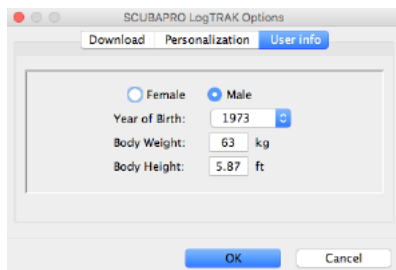 SCUBAPRO LogTRAK Options
Download Personalization User info
Female Male
Year of Birth: 1973
Body Weight: 63 kg
Body Height: 5.87 ft
OK Cancel